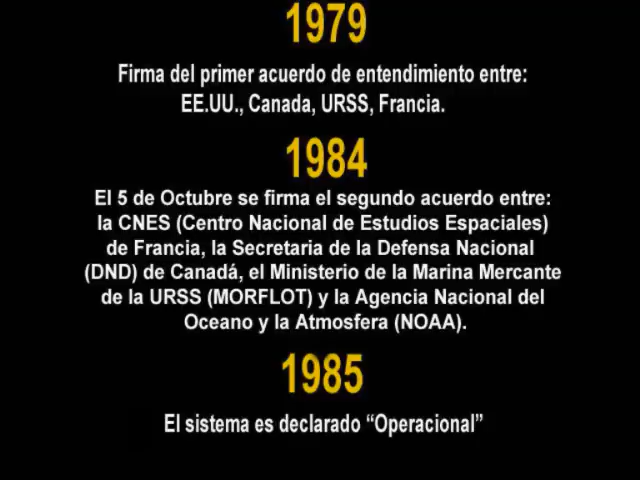 1979
Firma del primer acuerdo de entendimiento entre:
EE.UU., Canada, URSS, Francia.
1984
El 5 de Octubre se firma el segundo acuerdo entre:
la CNES (Centro Nacional de Estudios Espaciales)
de Francia, la Secretaria de la Defensa Nacional
(DND) de Canadá, el Ministerio de la Marina Mercante
de la URSS (MORFLOT) y la Agencia Nacional del
Oceano y la Atmosfera (NOAA).
1985
El sistema es declarado “Operacional”